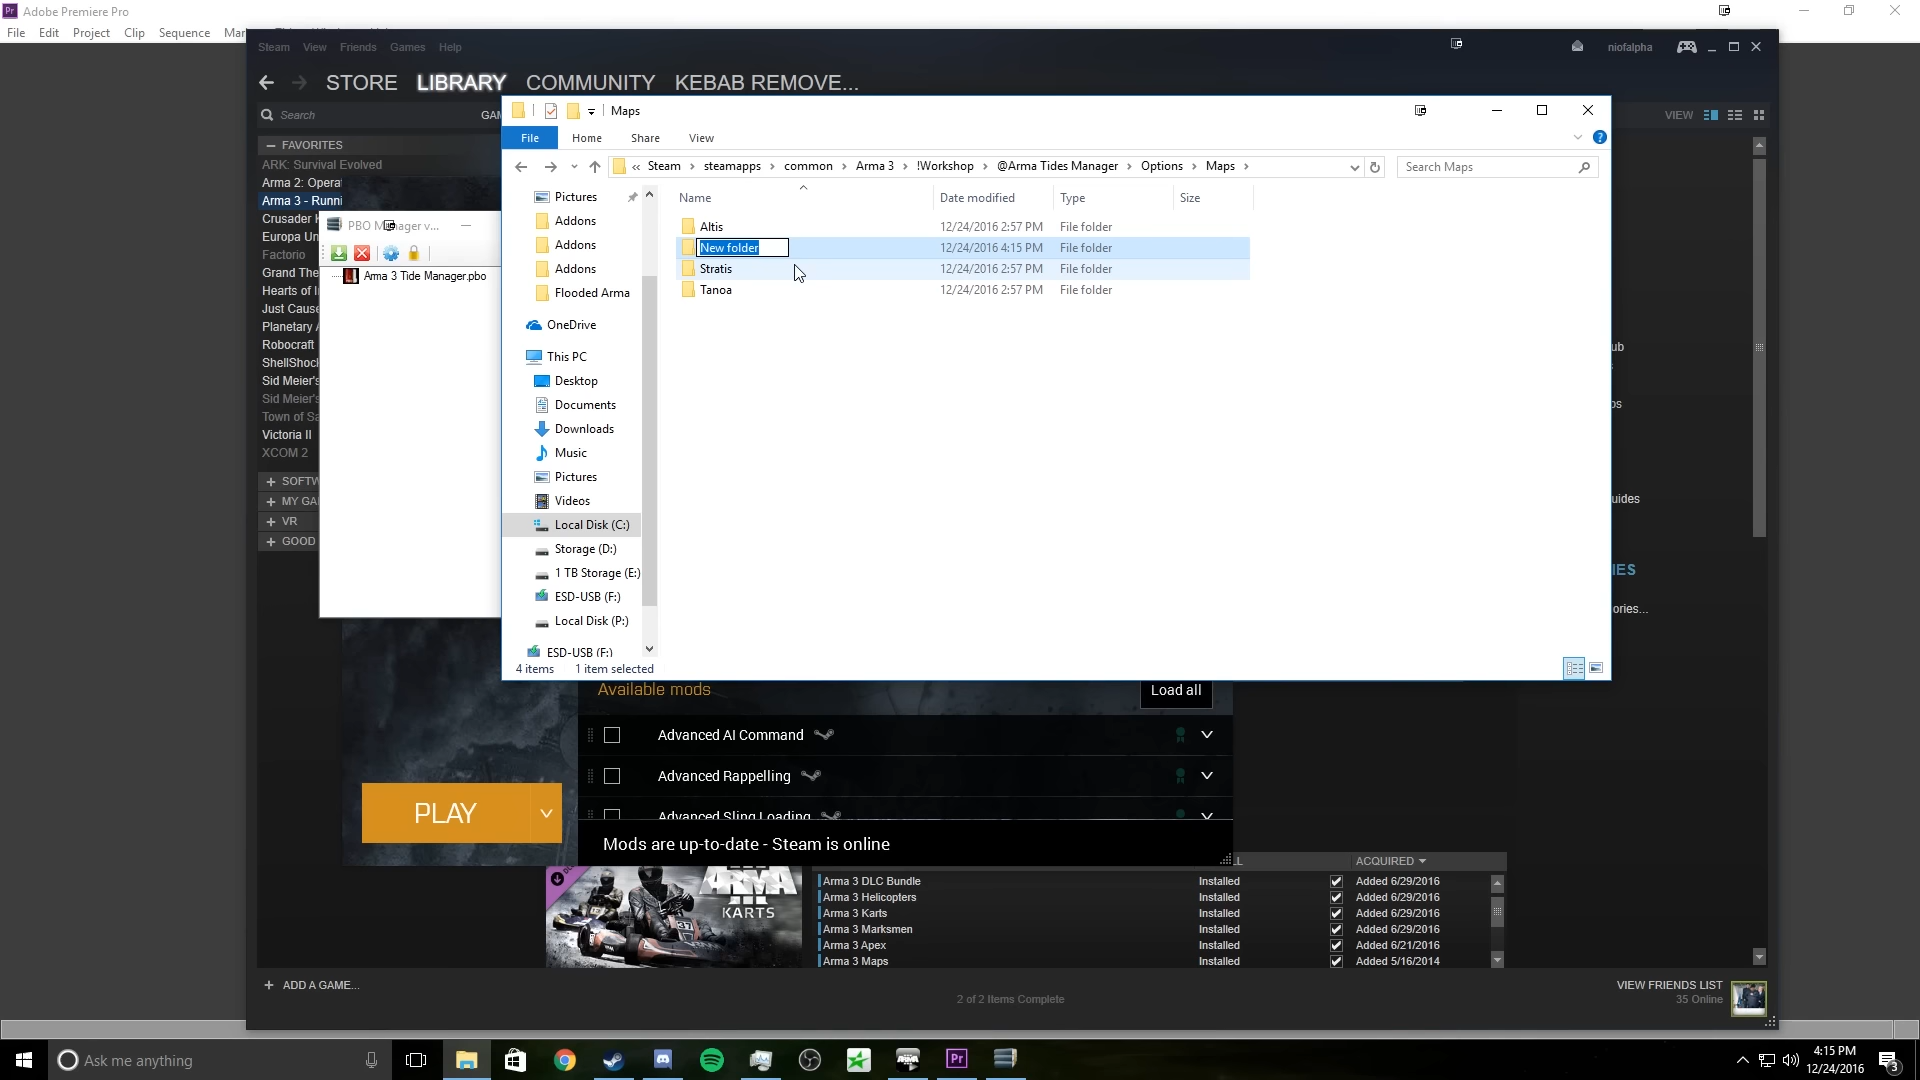 Adobe Premiere Pro
File Edit Project Clip Sequence Mar
Steam View Friends Games Help
niofalpha
STORE LIBRARY COMMUNITY KEBAB REMOVE...
Search
VIEW
FAVORITES
ARK: Survival Evolved
Arma 2: Operat
Arma 3 - Runni
Crusader
Europa Un
Factorio
Grand The
Hearts of I
Just Cause
Planetary
Robocraft
ShellShock
Sid Meier's
Sid Meier's
Town of Sa
Victoria II
XCOM 2
SOFTW
MY GA
VR
GOOD
Arma 3 Tide Manager.pbo
Maps
File Home Share View
« Steam > steamapps > common > Arma 3 > !Workshop > @Arma Tides Manager > Options > Maps >
Search Maps
Pictures
Addons
Addons
Addons
Flooded Arma
OneDrive
This PC
Desktop
Documents
Downloads
Music
Pictures
Videos
Local Disk (C:)
Storage (D:)
1 TB Storage (E:)
ESD-USB (F:)
Local Disk (P:)
ESD-USB (F:)
Name Date modified Type Size
Altis 12/24/2016 2:57 PM File folder
New folder 12/24/2016 4:15 PM File folder
Stratis 12/24/2016 2:57 PM File folder
Tanoa 12/24/2016 2:57 PM File folder
4 items 1 item selected
Available mods
Load all
Advanced AI Command
Advanced Rappelling
Advanced Sling Loading
PLAY
Mods are up-to-date - Steam is online
ACQUIRED
ARMA
III
KARTS
Arma 3 DLC Bundle Installed Added 6/29/2016
Arma 3 Helicopters Installed Added 6/29/2016
Arma 3 Karts Installed Added 6/29/2016
Arma 3 Marksmen Installed Added 6/29/2016
Arma 3 Apex Installed Added 6/21/2016
Arma 3 Maps Installed Added 5/16/2014
ADD A GAME...
2 of 2 Items Complete
VIEW FRIENDS LIST
35 Online
Ask me anything
4:15 PM
12/24/2016
3